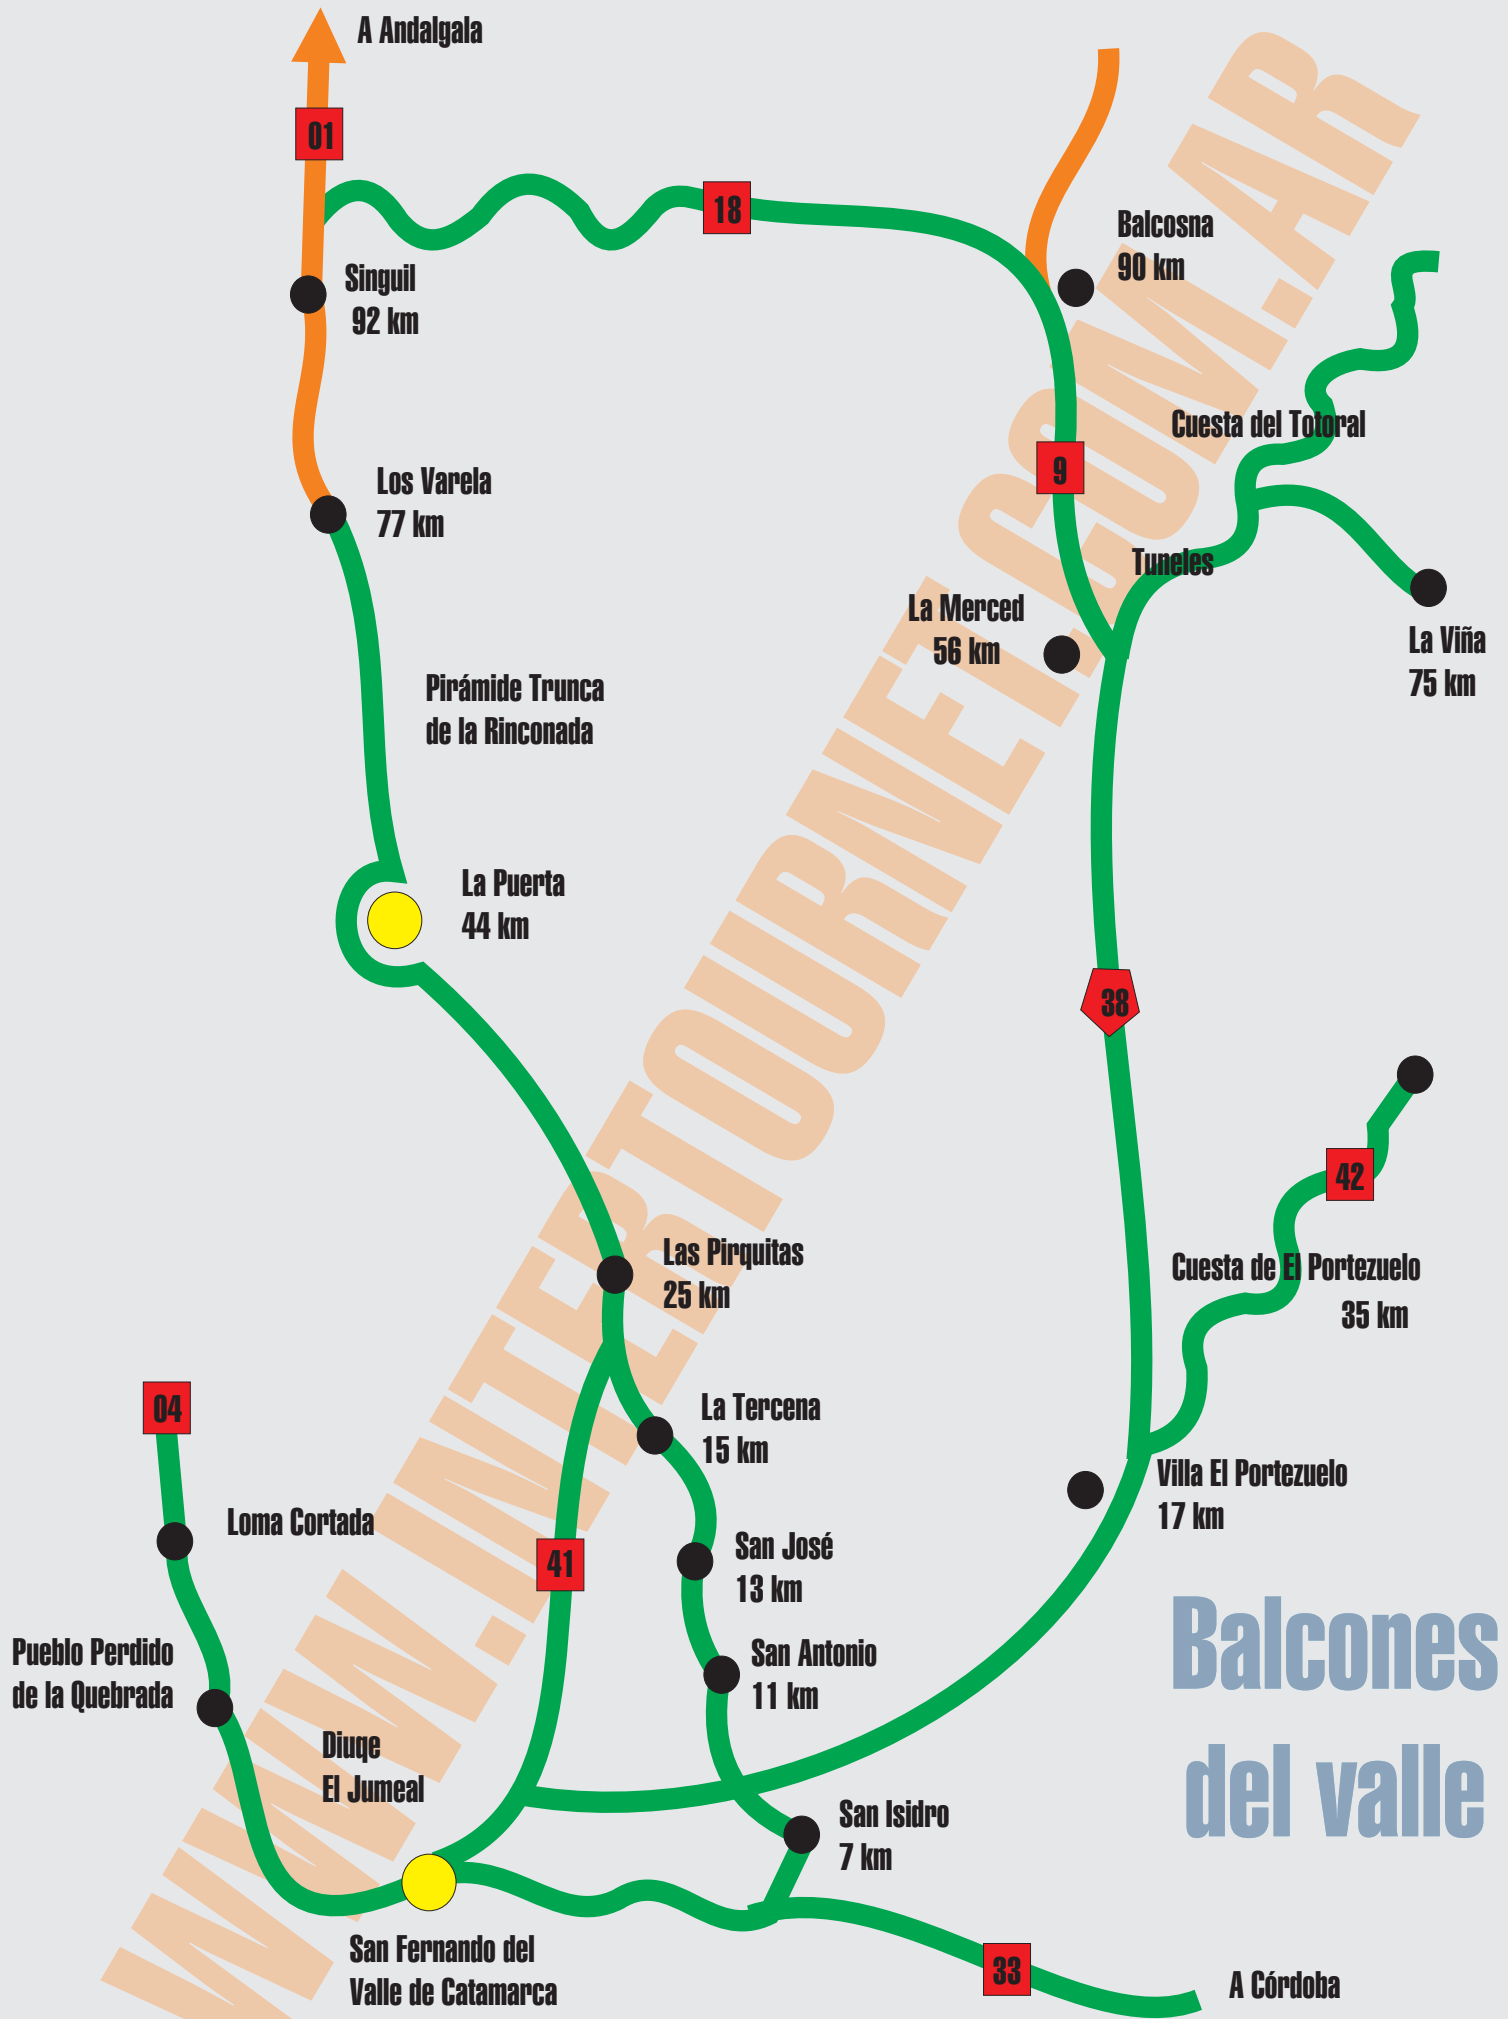 A Andalgala
01
18
Balcosna
90 km
Singuil
92 km
Cuesta del Totoral
9
Los Varela
77 km
Tuneles
La Merced
56 km
La Viña
75 km
Pirámide Trunca
de la Rinconada
La Puerta
44 km
38
42
Las Pirquitas
25 km
Cuesta de El Portezuelo
35 km
04
La Tercena
15 km
Villa El Portezuelo
17 km
Loma Cortada
41
San José
13 km
Pueblo Perdido
de la Quebrada
San Antonio
11 km
Balcones
del valle
Diuqe
El Jumeal
San Isidro
7 km
San Fernando del
Valle de Catamarca
33
A Córdoba
WWW.INTERTOURNET.COM.AR